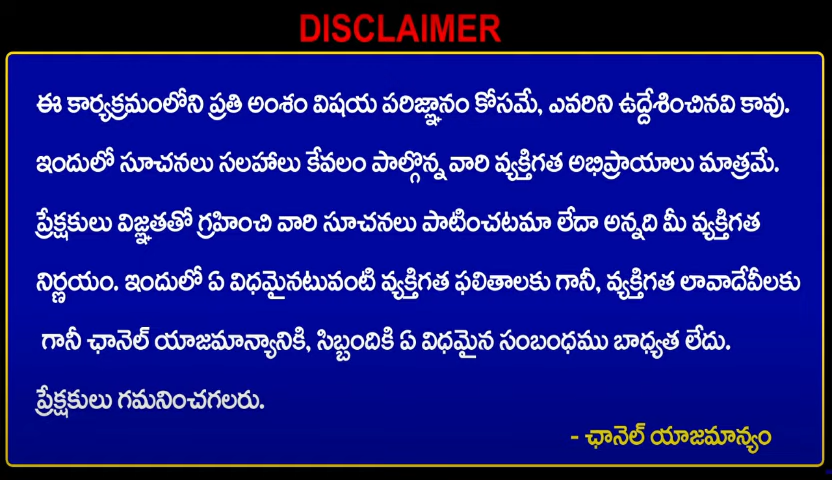 DISCLAIMER
ఈ కార్యక్రమంలోని ప్రతి అంశం విషయ పరిజ్ఞానం కోసమే, ఎవరిని ఉద్దేశించినవి కావు.
ఇందులో సూచనలు సలహాలు కేవలం పాల్గొన్న వారి వ్యక్తిగత అభిప్రాయాలు మాత్రమే.
ప్రేక్షకులు విజ్ఞతతో గ్రహించి వారి సూచనలు పాటించటమా లేదా అన్నది మీ వ్యక్తిగత
నిర్ణయం. ఇందులో ఏ విధమైనటువంటి వ్యక్తిగత ఫలితాలకు గానీ, వ్యక్తిగత లావాదేవీలకు
గానీ ఛానెల్ యాజమాన్యానికి, సిబ్బందికి ఏ విధమైన సంబంధము బాధ్యత లేదు.
ప్రేక్షకులు గమనించగలరు.
- ఛానెల్ యాజమాన్యం